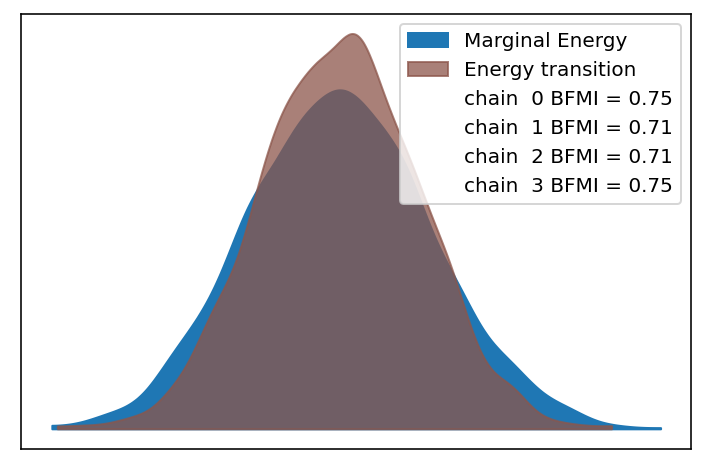 Marginal Energy
Energy transition
chain  0 BFMI = 0.75
chain  1 BFMI = 0.71
chain  2 BFMI = 0.71
chain  3 BFMI = 0.75